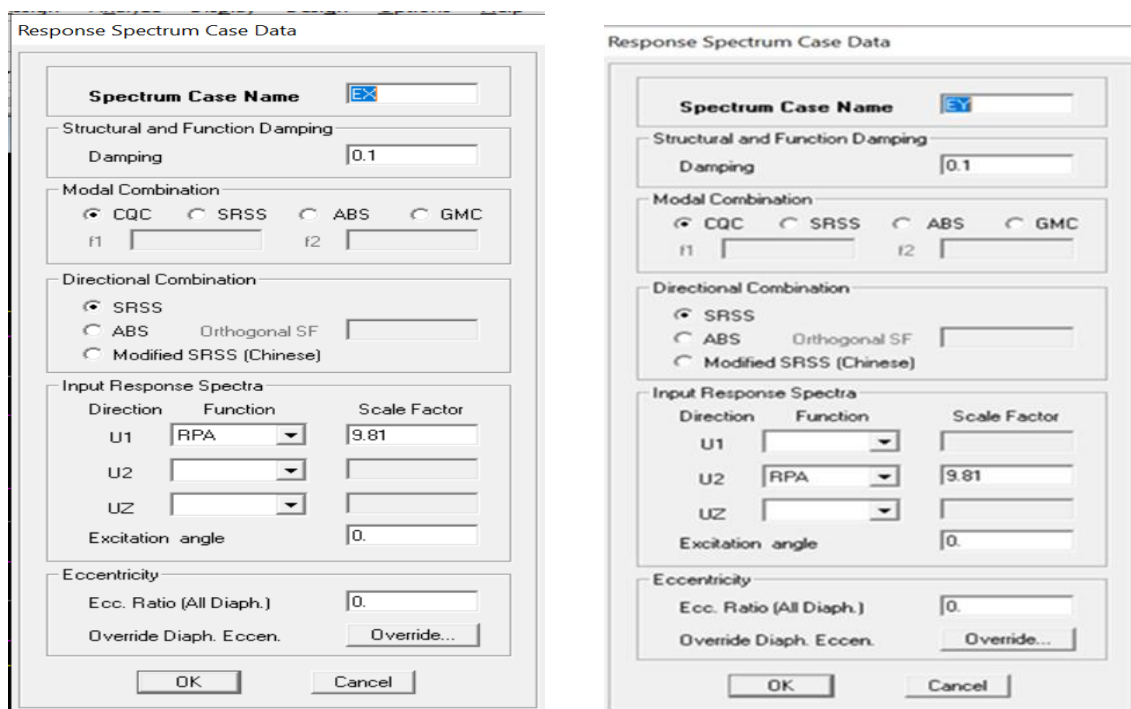 Response Spectrum Case Data
Spectrum Case Name EX
Structural and Function Damping
Damping 0.1
Modal Combination
CQC SRSS ABS GMC
f1 f2
Directional Combination
SRSS
ABS Orthogonal SF
Modified SRSS (Chinese)
Input Response Spectra
Direction Function Scale Factor
U1 RPA 9.81
U2
UZ
Excitation angle 0.
Eccentricity
Ecc. Ratio (All Diaph.) 0.
Override Diaph. Eccen. Override...
OK Cancel
Response Spectrum Case Data
Spectrum Case Name EY
Structural and Function Damping
Damping 0.1
Modal Combination
CQC SRSS ABS GMC
f1 f2
Directional Combination
SRSS
ABS Orthogonal SF
Modified SRSS (Chinese)
Input Response Spectra
Direction Function Scale Factor
U1
U2 RPA 9.81
UZ
Excitation angle 0.
Eccentricity
Ecc. Ratio (All Diaph.) 0.
Override Diaph. Eccen. Override...
OK Cancel